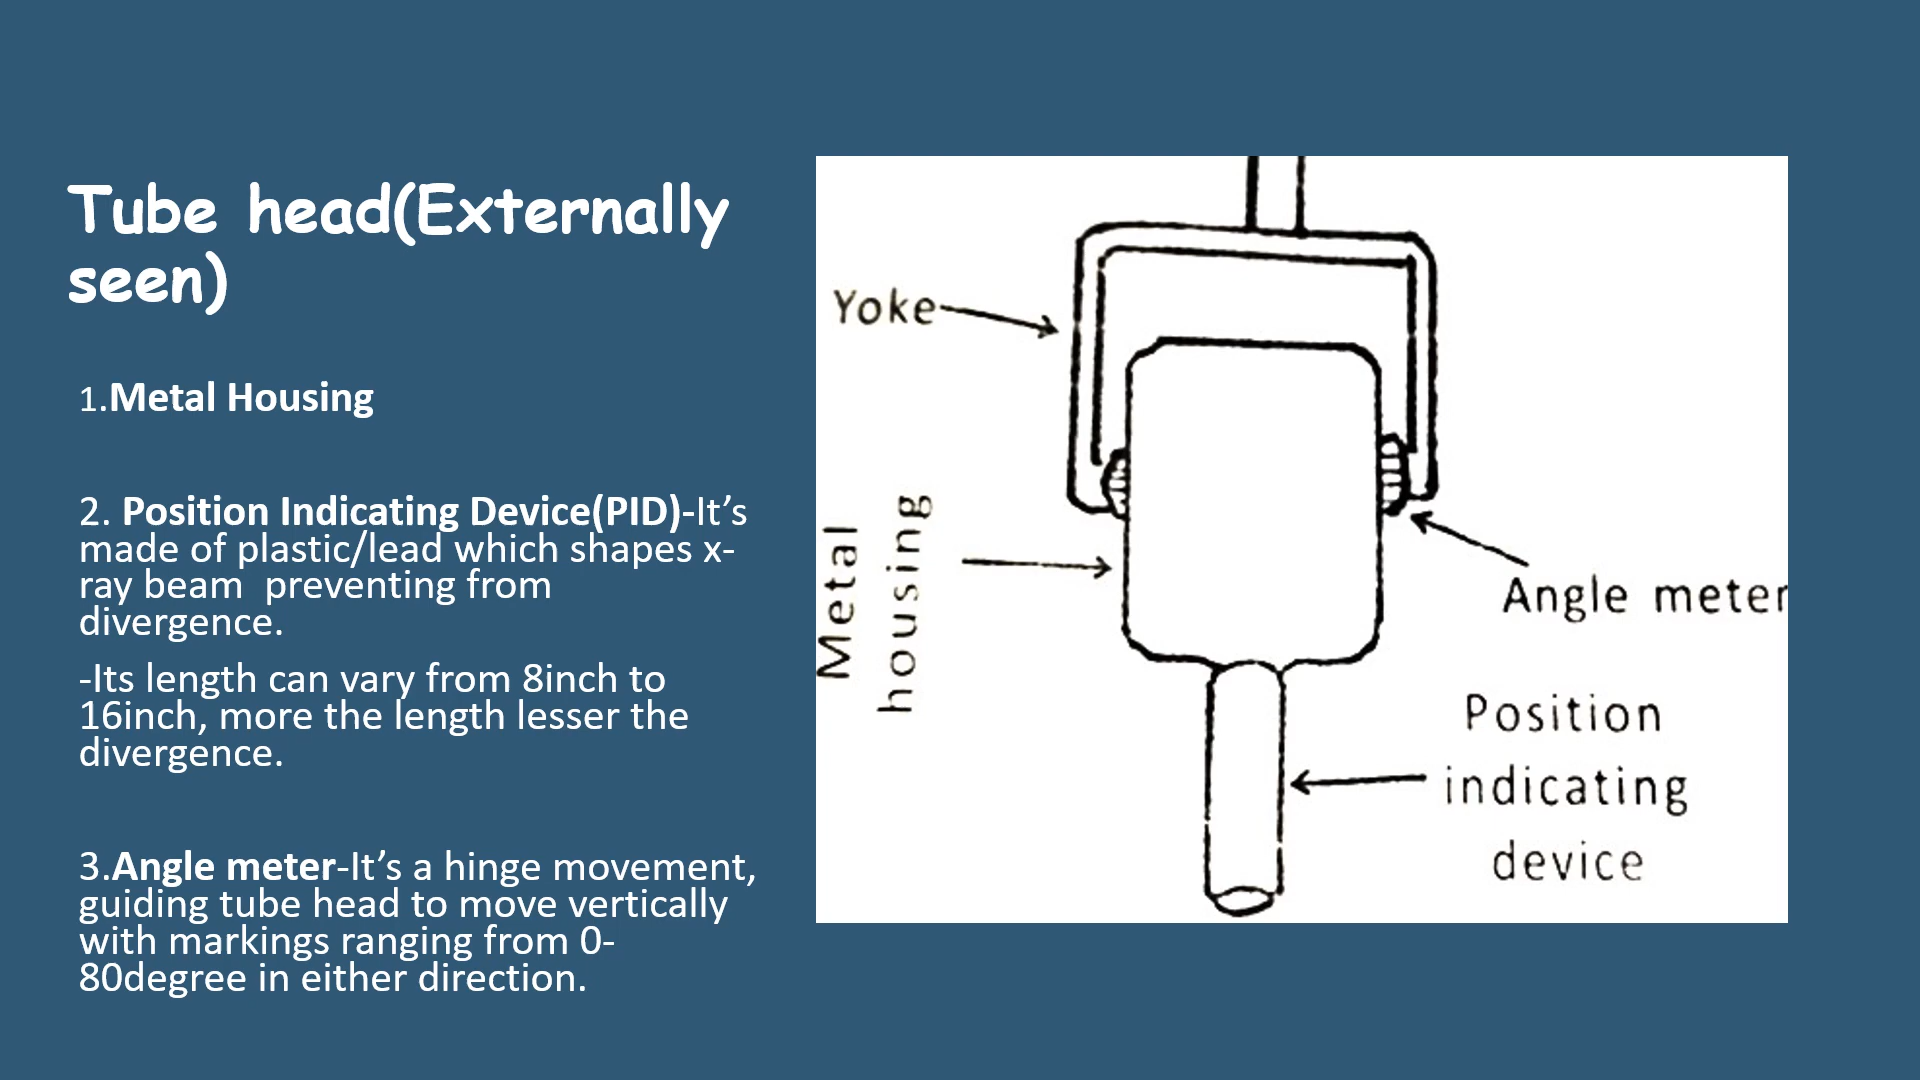 Tube head(Externally
seen)
1.Metal Housing
2. Position Indicating Device(PID)-It’s
made of plastic/lead which shapes x-
ray beam  preventing from
divergence.
-Its length can vary from 8inch to
16inch, more the length lesser the
divergence.
3.Angle meter-It’s a hinge movement,
guiding tube head to move vertically
with markings ranging from 0-
80degree in either direction.
Yoke
Metal
housing
Angle meter
Position
indicating
device